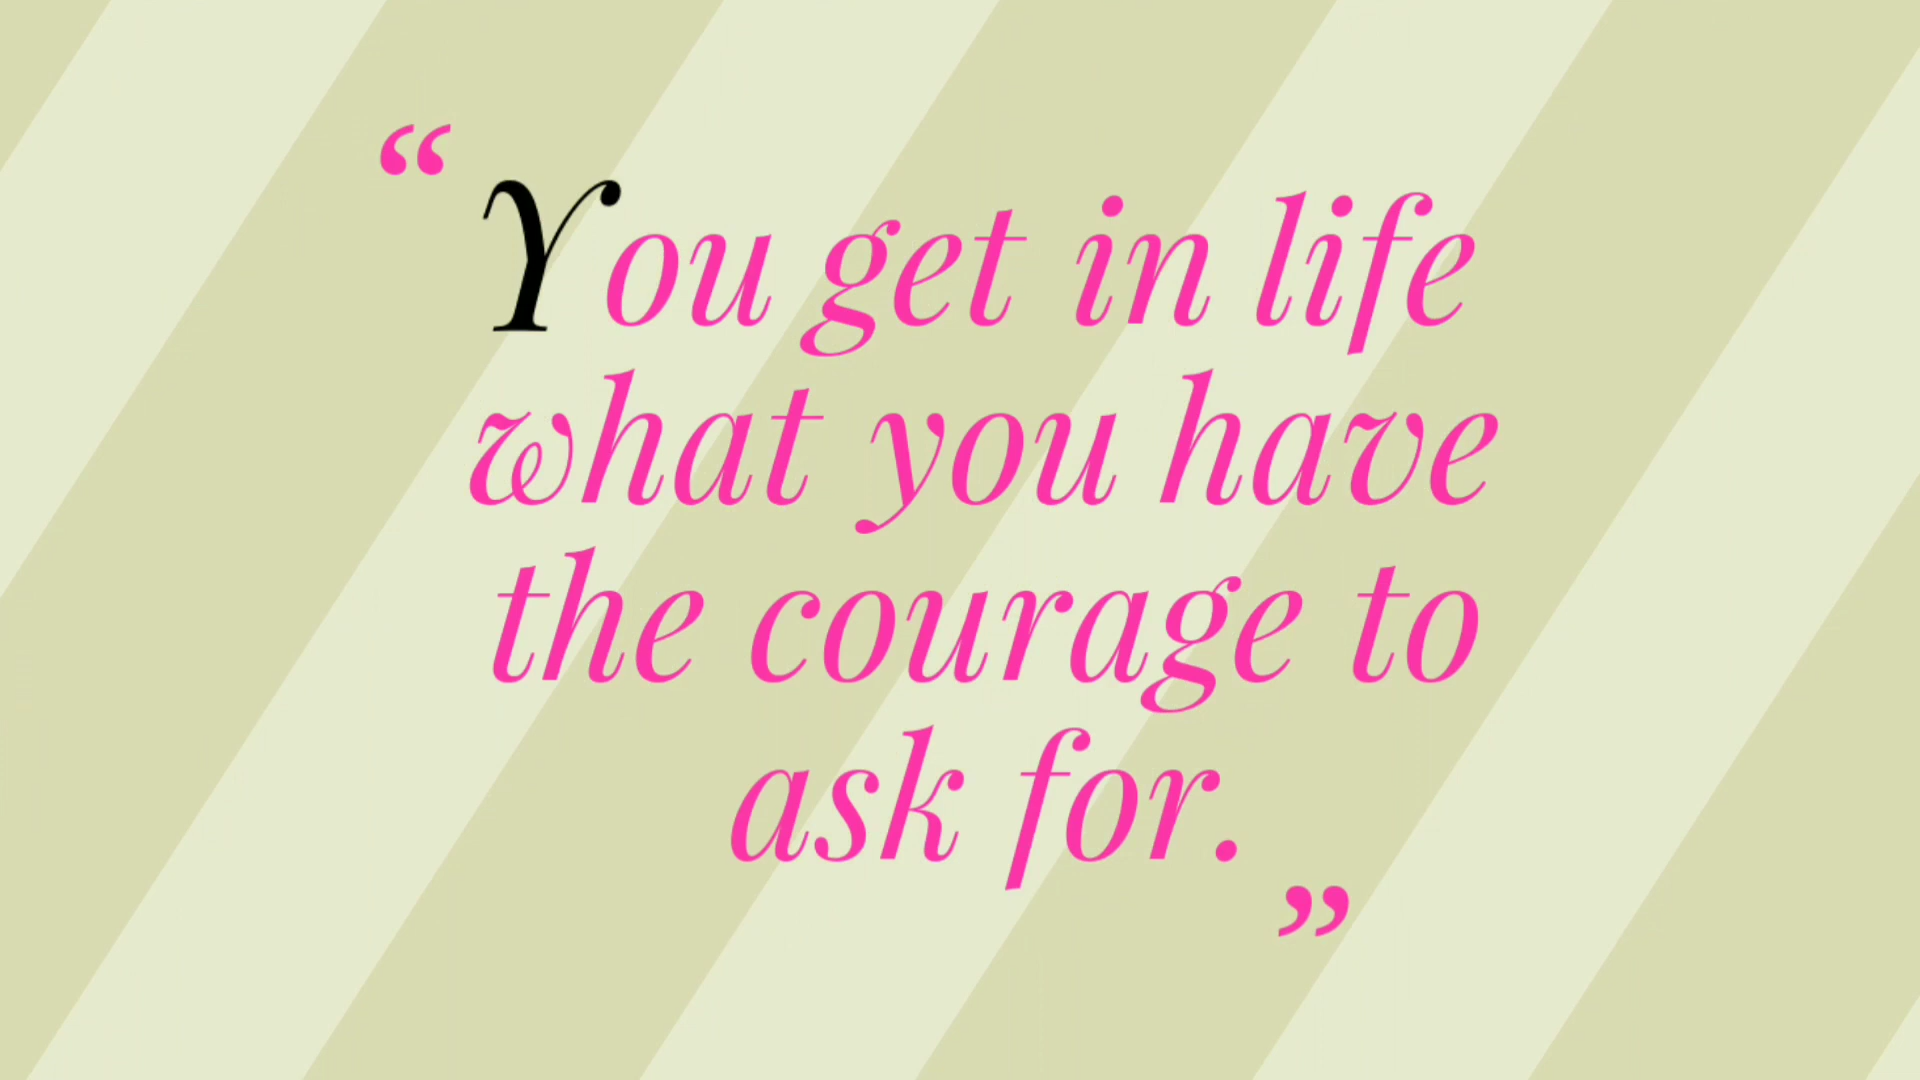 “You get in life
what you have
the courage to
ask for.”